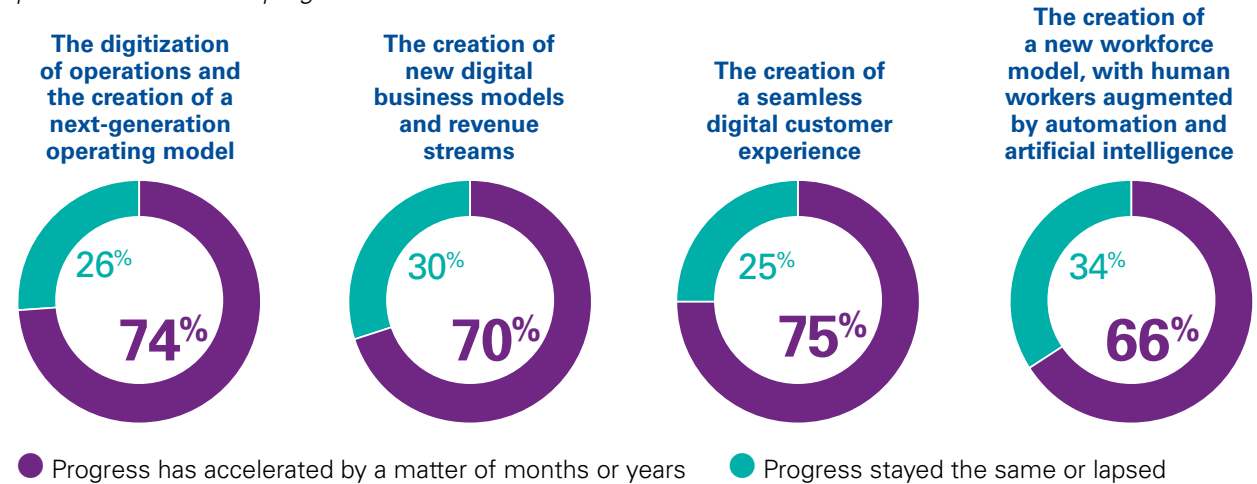 The digitization
of operations and
the creation of a
next-generation
operating model
The creation of
new digital
business models
and revenue
streams
The creation of
a seamless
digital customer
experience
The creation of
a new workforce
model, with human
workers augmented
by automation and
artificial intelligence
26%
74%
30%
70%
25%
75%
34%
66%
Progress has accelerated by a matter of months or years
Progress stayed the same or lapsed